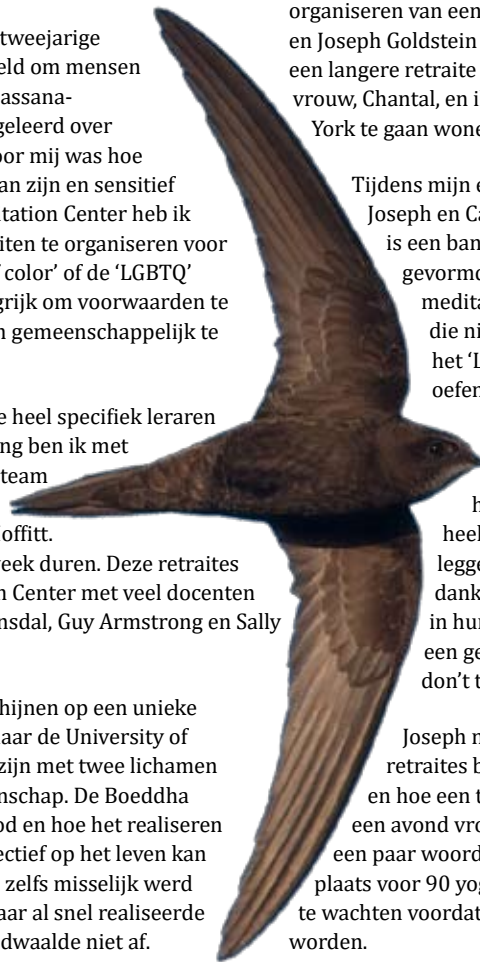 tweejarige
eld om mensen
assana-
geleerd over
oor mij was hoe
an zijn en sensitief
tation Center heb ik
iten te organiseren voor
f color’ of de ‘LGBTQ’
grijk om voorwaarden te
n gemeenschappelijk te
e heel specifiek leraren
ng ben ik met
team
offitt.
veek duren. Deze retraites
n Center met veel docenten
nsdal, Guy Armstrong en Sally
hijnen op een unieke
aar de University of
zijn met twee lichamen
nschap. De Boeddha
od en hoe het realiseren
ectief op het leven kan
zelfs misselijk werd
aar al snel realiseerde
dwaalde niet af.
organiseren van een
en Joseph Goldstein
een langere retraite
vrouw, Chantal, en i
York te gaan wone
Tijdens mijn e
Joseph en Ca
is een ban
gevormd
medita
die ni
het ‘L
oefen
h
heel
legge
dank
in hun
een ge
don’t t
Joseph n
retraites b
en hoe een t
een avond vro
een paar woord
plaats voor 90 yog
te wachten voordat
worden.